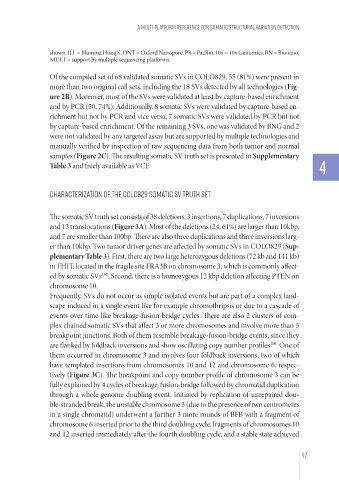 A MULTI PLATFORM REFERENCE FOR SOMATIC STRUCTURAL VARIATION DETECTION
shown. ILL = Illumina HiseqX, ONT = Oxford Nanopore, PB = PacBio, 10x = 10x Genomics, BN = Bionano,
MULT = support by multiple sequencing platforms.
Of the compiled set of 68 validated somatic SVs in COLO829, 55 (81%) were present in
more than two original call sets, including the 18 SVs detected by all technologies (Fig-
ure 2B). Moreover, most of the SVs were validated at least by capture-based enrichment
and by PCR (50, 74%). Additionally, 8 somatic SVs were validated by capture-based en-
richment but not by PCR and vice versa, 7 somatic SVs were validated by PCR but not
by capture-based enrichment. Of the remaining 3 SVs, one was validated by BNG and 2
were not validated by any targeted assay but are supported by multiple technologies and
manually verified by inspection of raw sequencing data from both tumor and normal
samples (Figure 2C). The resulting somatic SV truth set is presented in Supplementary
Table 3 and freely available as VCF.
4
CHARACTERIZATION OF THE COLO829 SOMATIC SV TRUTH SET
The somatic SV truth set consists of 38 deletions, 3 insertions, 7 duplications, 7 inversions
and 13 translocations (Figure 3A). Most of the deletions (24, 61%) are larger than 10kbp,
and 7 are smaller than 100bp. There are also three duplications and three inversions larg-
er than 10kbp. Two tumor driver genes are affected by somatic SVs in COLO829 (Sup-
plementary Table 3). First, there are two large heterozygous deletions (72 kb and 141 kb)
in FHIT, located in the fragile site FRA3B on chromosome 3, which is commonly affect-
ed by somatic SVs. Second, there is a homozygous 12 kbp deletion affecting PTEN on
chromosome 10.
Frequently, SVs do not occur as simple isolated events but are part of a complex land-
scape induced in a single event like for example chromothripsis or due to a cascade of
events over time like breakage-fusion-bridge cycles. There are also 2 clusters of com-
plex chained somatic SVs that affect 3 or more chromosomes and involve more than 5
breakpoint junctions. Both of them resemble breakage-fusion-bridge events, since they
are flanked by foldback inversions and show oscillating copy number profiles. One of
them occurred in chromosome 3 and involves four foldback inversions, two of which
have templated insertions from chromosomes 10 and 12 and chromosome 6, respec-
tively (Figure 3C). The breakpoint and copy number profile of chromosome 3 can be
fully explained by 4 cycles of breakage-fusion-bridge followed by chromatid duplication
through a whole genome doubling event. Initiated by replication of unrepaired dou-
ble-stranded break, the unstable chromosome 3 (due to the presence of two centromeres
in a single chromatid) underwent a further 3 more rounds of BFB with a fragment of
chromosome 6 inserted prior to the third doubling cycle, fragments of chromosomes 10
and 12 inserted immediately after the fourth doubling cycle, and a stable state achieved
97